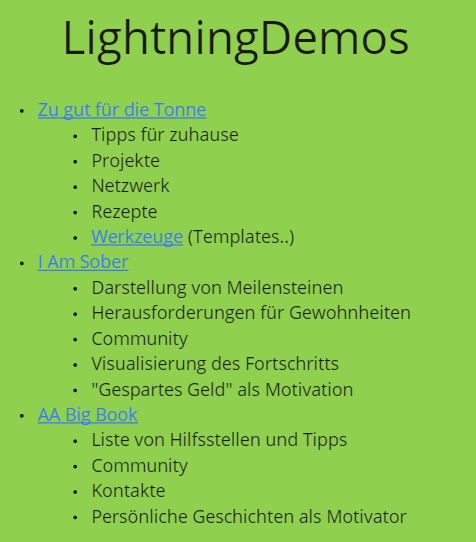 LightningDemos
• Zu gut für die Tonne
• Tipps für zuhause
• Projekte
• Netzwerk
• Rezepte
• Werkzeuge (Templates..)
• I Am Sober
• Darstellung von Meilensteinen
• Herausforderungen für Gewohnheiten
• Community
• Visualisierung des Fortschritts
• "Gespartes Geld" als Motivation
• AA Big Book
• Liste von Hilfsstellen und Tipps
• Community
• Kontakte
• Persönliche Geschichten als Motivator